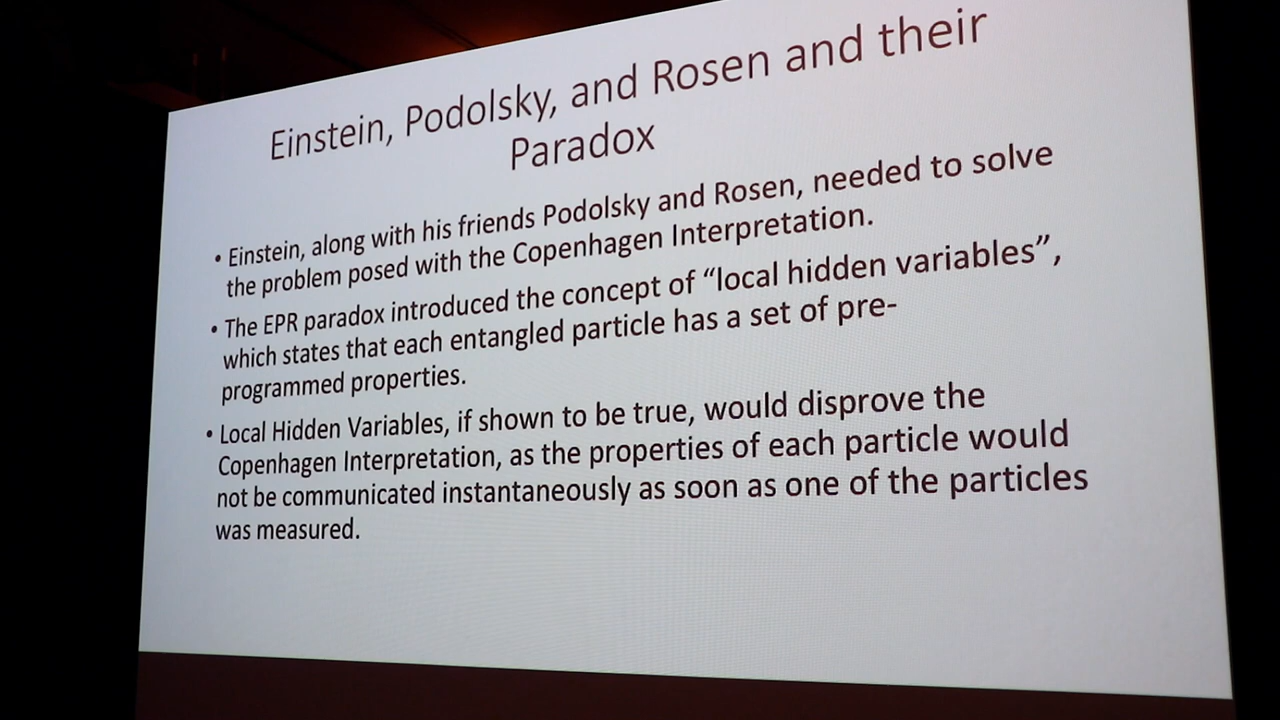 Einstein, Podolsky, and Rosen and their
Paradox
• Einstein, along with his friends Podolsky and Rosen, needed to solve
the problem posed with the Copenhagen Interpretation.
• The EPR paradox introduced the concept of “local hidden variables”,
which states that each entangled particle has a set of pre-
programmed properties.
• Local Hidden Variables, if shown to be true, would disprove the
Copenhagen Interpretation, as the properties of each particle would
not be communicated instantaneously as soon as one of the particles
was measured.